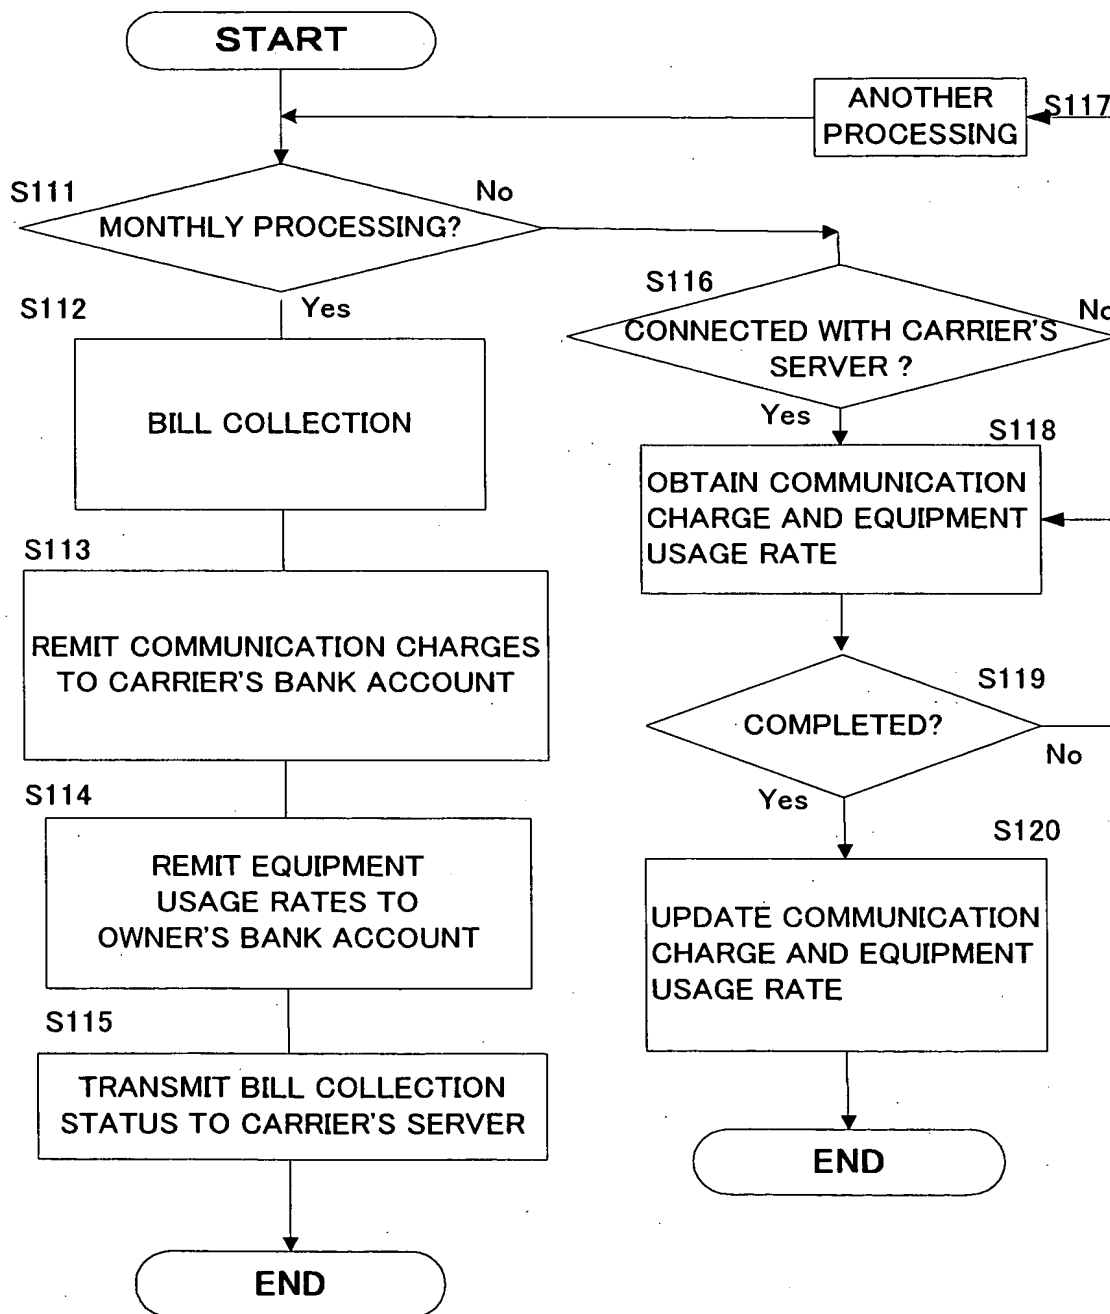 START
ANOTHER
PROCESSING
S117
S111
MONTHLY PROCESSING?
No
S112
Yes
BILL COLLECTION
S113
REMIT COMMUNICATION CHARGES
TO CARRIER'S BANK ACCOUNT
S114
REMIT EQUIPMENT
USAGE RATES TO
OWNER'S BANK ACCOUNT
S115
TRANSMIT BILL COLLECTION
STATUS TO CARRIER'S SERVER
END
S116
CONNECTED WITH CARRIER'S
SERVER ?
No
Yes
S118
OBTAIN COMMUNICATION
CHARGE AND EQUIPMENT
USAGE RATE
S119
COMPLETED?
No
Yes
S120
UPDATE COMMUNICATION
CHARGE AND EQUIPMENT
USAGE RATE
END